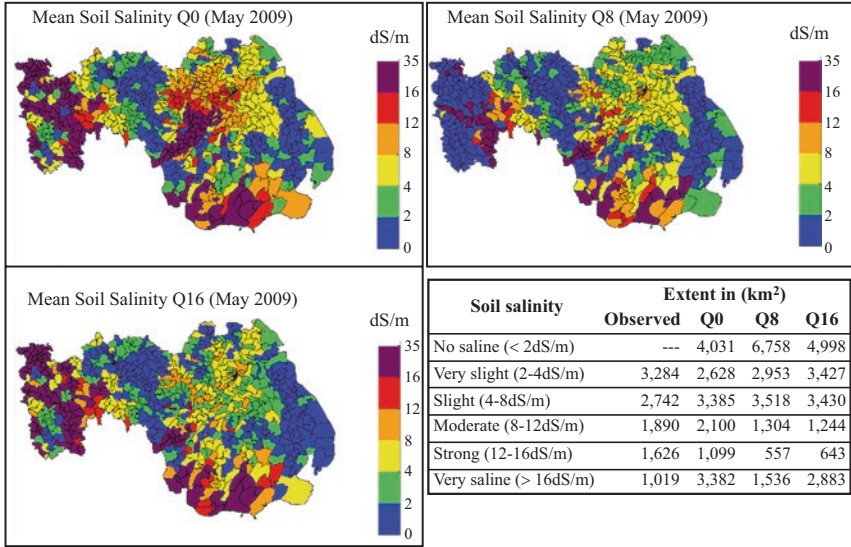 Mean Soil Salinity Q0 (May 2009)
dS/m
35
16
12
8
4
2
0
Mean Soil Salinity Q8 (May 2009)
dS/m
35
16
12
8
4
2
0
Mean Soil Salinity Q16 (May 2009)
dS/m
35
16
12
8
4
2
0
Soil salinity Extent in (km²)
Observed Q0 Q8 Q16
No saline (< 2dS/m) --- 4,031 6,758 4,998
Very slight (2-4dS/m) 3,284 2,628 2,953 3,427
Slight (4-8dS/m) 2,742 3,385 3,518 3,430
Moderate (8-12dS/m) 1,890 2,100 1,304 1,244
Strong (12-16dS/m) 1,626 1,099 557 643
Very saline (> 16dS/m) 1,019 3,382 1,536 2,883